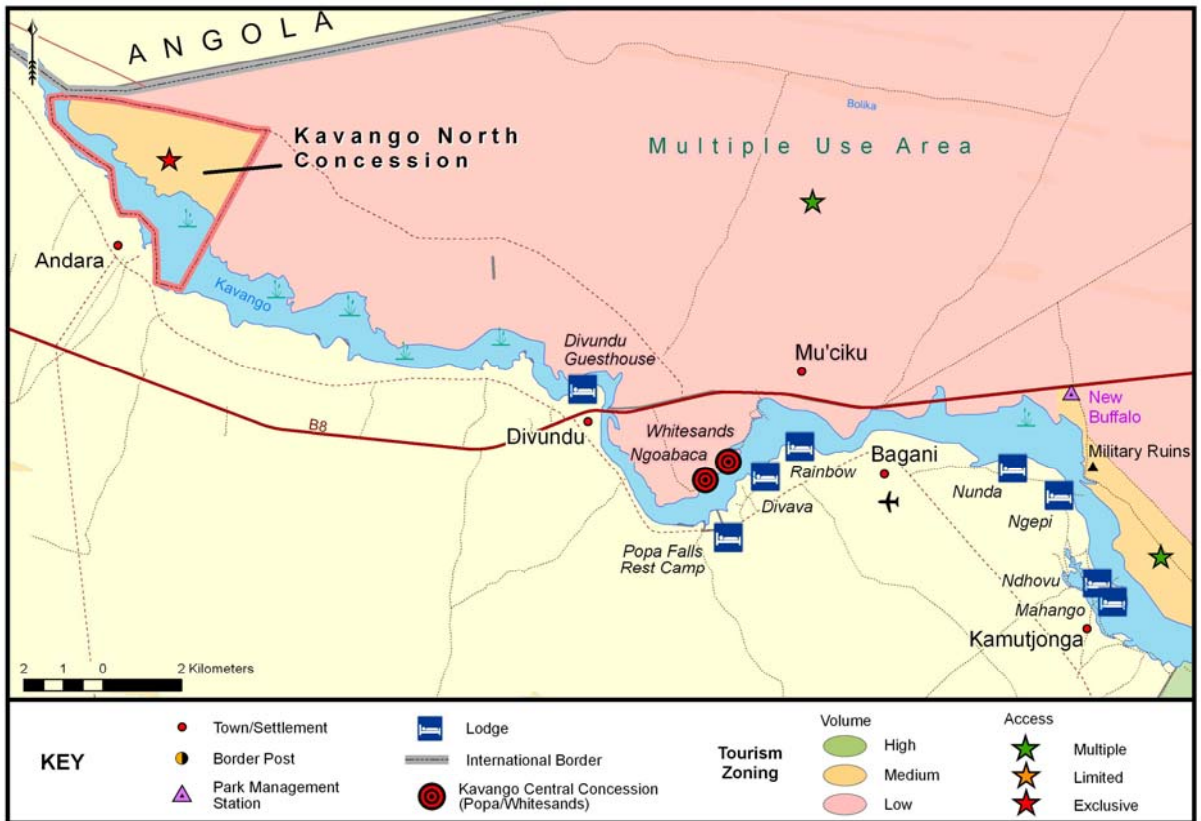 ANGOLA
Kavango North
Concession
Bolika
Multiple Use Area
Andara
Kavango
Divundu
Guesthouse
Mu'ciku
New
Buffalo
B8
Divundu
Whitesands
Ngoabaca
Rainbow
Bagani
Military Ruins
Divava
Nunda
Ngepi
Popa Falls
Rest Camp
Ndhovu
Mahango
Kamutjonga
2 1 0 2 Kilometers
KEY
Town/Settlement
Border Post
Park Management
Station
Lodge
International Border
Kavango Central Concession
(Popa/Whitesands)
Tourism
Zoning
Volume
High
Medium
Low
Access
Multiple
Limited
Exclusive